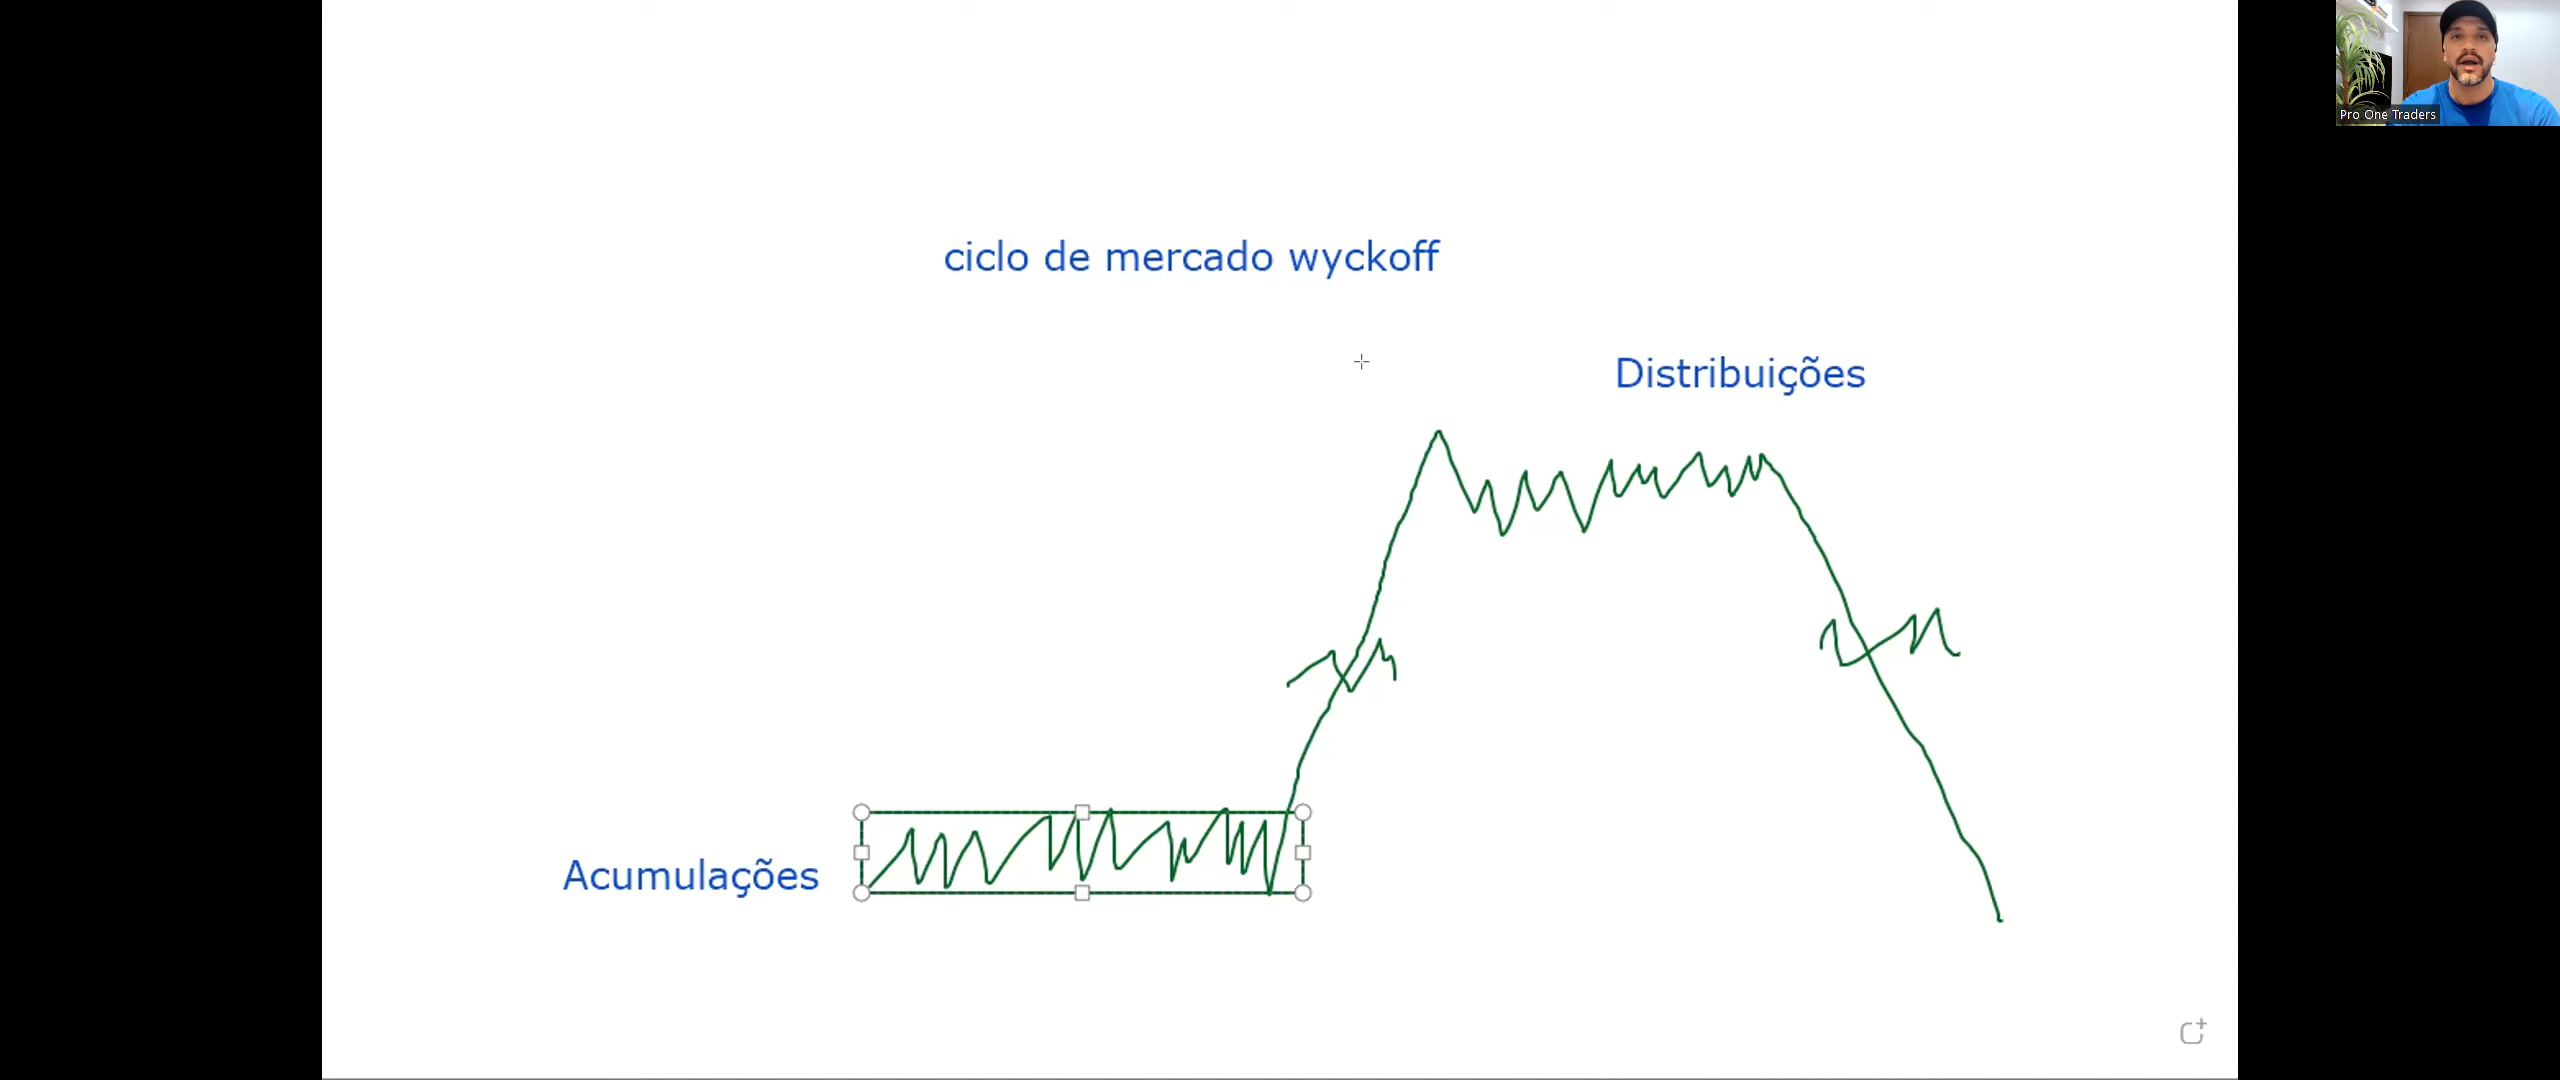 Pro One Traders
ciclo de mercado wyckoff
Distribuições
Acumulações